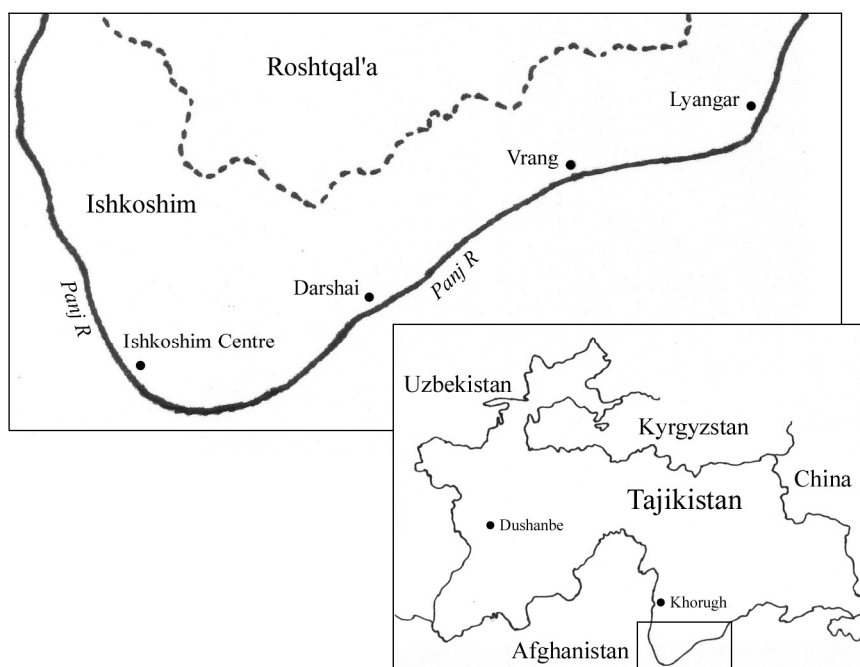 Roshtqal'a
Lyangar
Vrang
Ishkoshim
Panj R
Darshai
Panj R
Ishkoshim Centre
Uzbekistan
Kyrgyzstan
China
Tajikistan
Dushanbe
Khorugh
Afghanistan